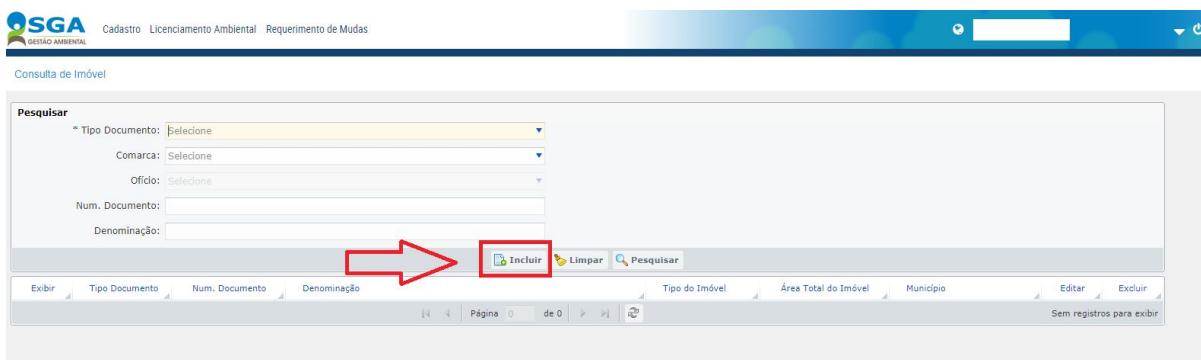 SGA
GESTÃO AMBIENTAL
Cadastro Licenciamento Ambiental Requerimento de Mudas
Consulta de Imóvel
Pesquisar
* Tipo Documento: Selecione
Comarca: Selecione
Ofício: Selecione
Num. Documento:
Denominação:
Incluir Limpar Pesquisar
Exibir Tipo Documento Num. Documento Denominação Tipo do Imóvel Área Total do Imóvel Município Editar Excluir
Página 0 de 0 Sem registros para exibir